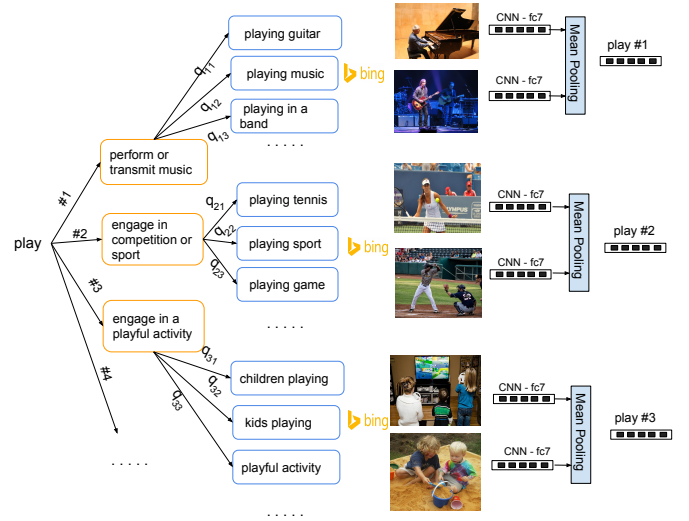 playing guitar
q11
playing music
q12
bing
playing in a
band
q13
. . . . .
CNN - fc7
CNN - fc7
Mean Pooling
play #1
perform or
transmit music
#1
play
#2
engage in
competition or
sport
q21
playing tennis
q22
playing sport
bing
q23
playing game
. . . . .
OLYMPUS
CNN - fc7
CNN - fc7
Mean Pooling
play #2
#3
engage in a
playful activity
#4
. . . . .
q31
children playing
q32
kids playing
bing
q33
playful activity
. . . . .
CNN - fc7
CNN - fc7
Mean Pooling
play #3